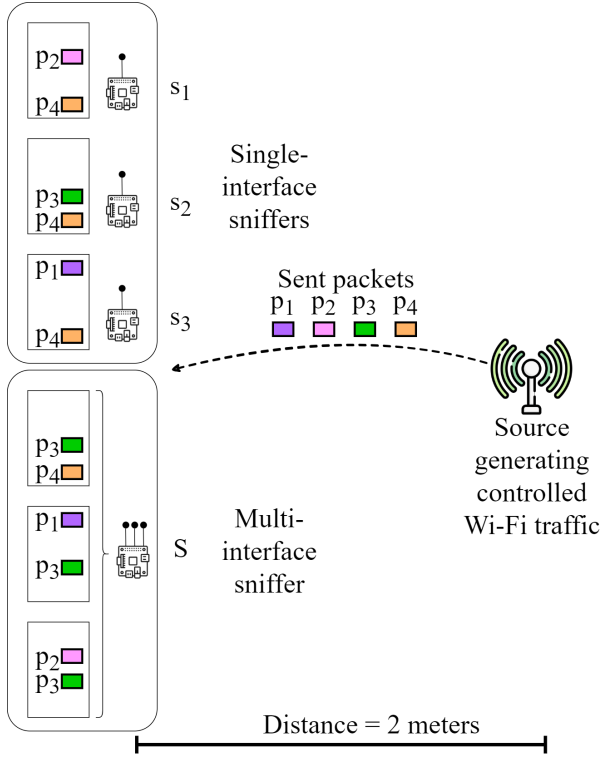 p2
p4
s1
p3
p4
s2
p1
p4
s3
Single-
interface
sniffers
Sent packets
p1 p2 p3 p4
Source
generating
controlled
Wi-Fi traffic
p3
p4
p1
p3
p2
p3
S
Multi-
interface
sniffer
Distance = 2 meters